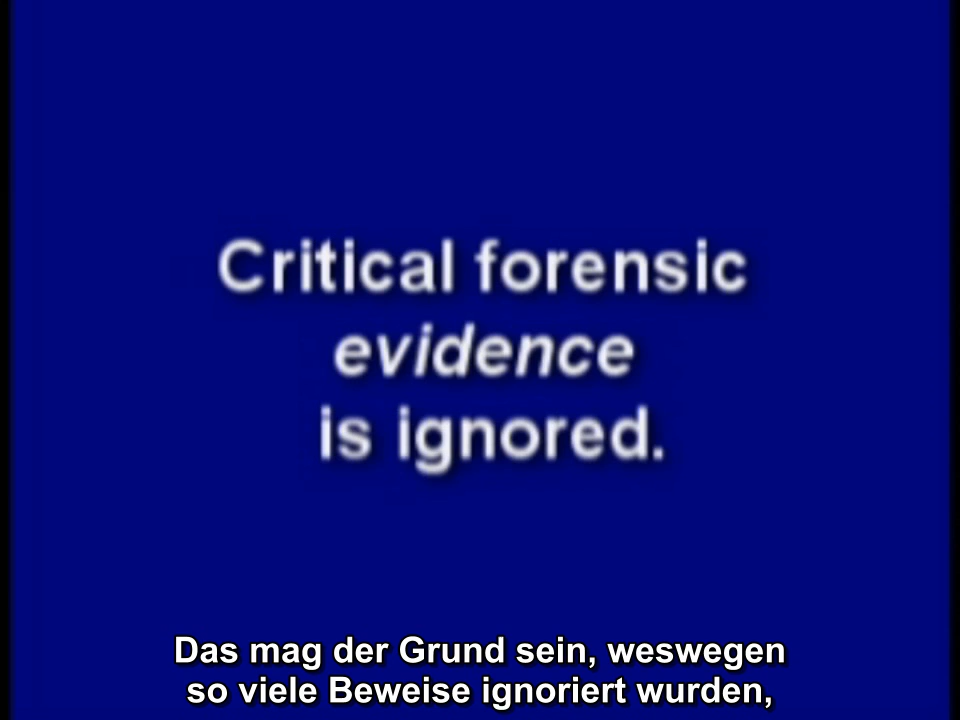 Critical forensic
evidence
is ignored.
Das mag der Grund sein, weswegen
so viele Beweise ignoriert wurden,